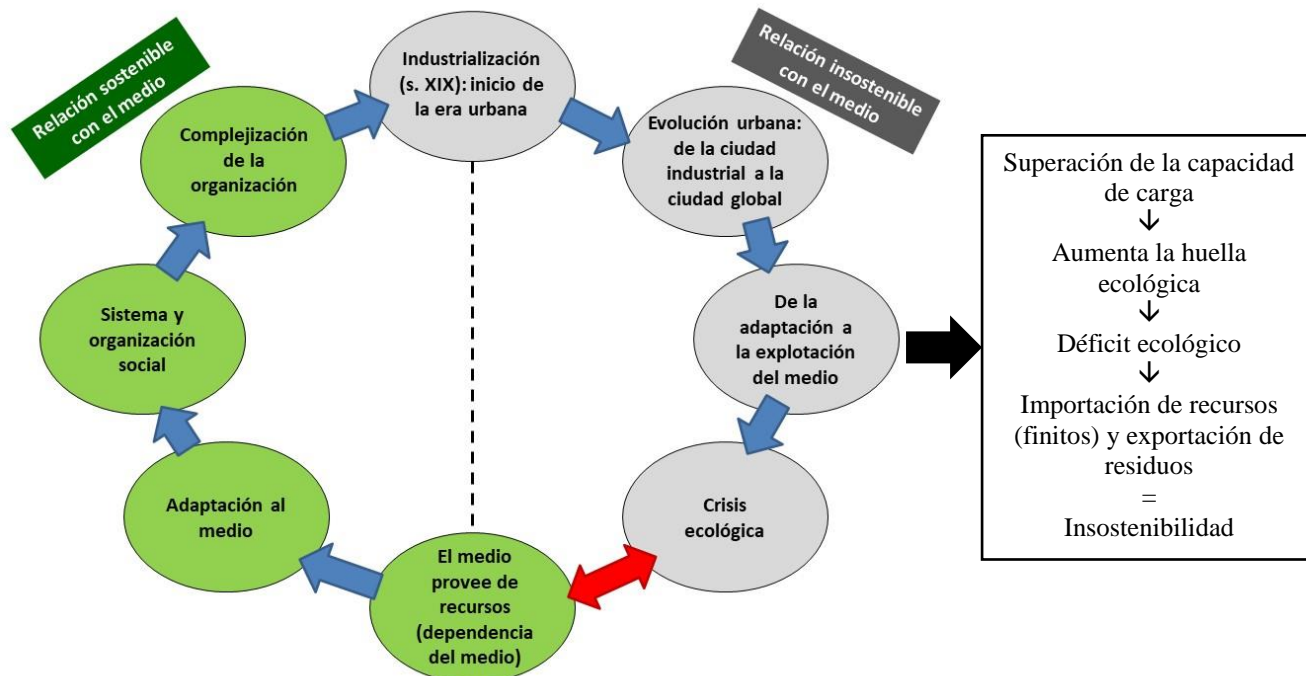 Relación sostenible
con el medio
Industrialización
(s. XIX): inicio de
la era urbana
Relación insostenible
con el medio
Complejización
de la
organización
Evolución urbana:
de la ciudad
industrial a la
ciudad global
Sistema y
organización
social
De la
adaptación a
la explotación
del medio
Adaptación al
medio
Crisis
ecológica
El medio
provee de
recursos
(dependencia
del medio)
Superación de la capacidad
de carga
↓
Aumenta la huella
ecológica
↓
Déficit ecológico
↓
Importación de recursos
(finitos) y exportación de
residuos
=
Insostenibilidad